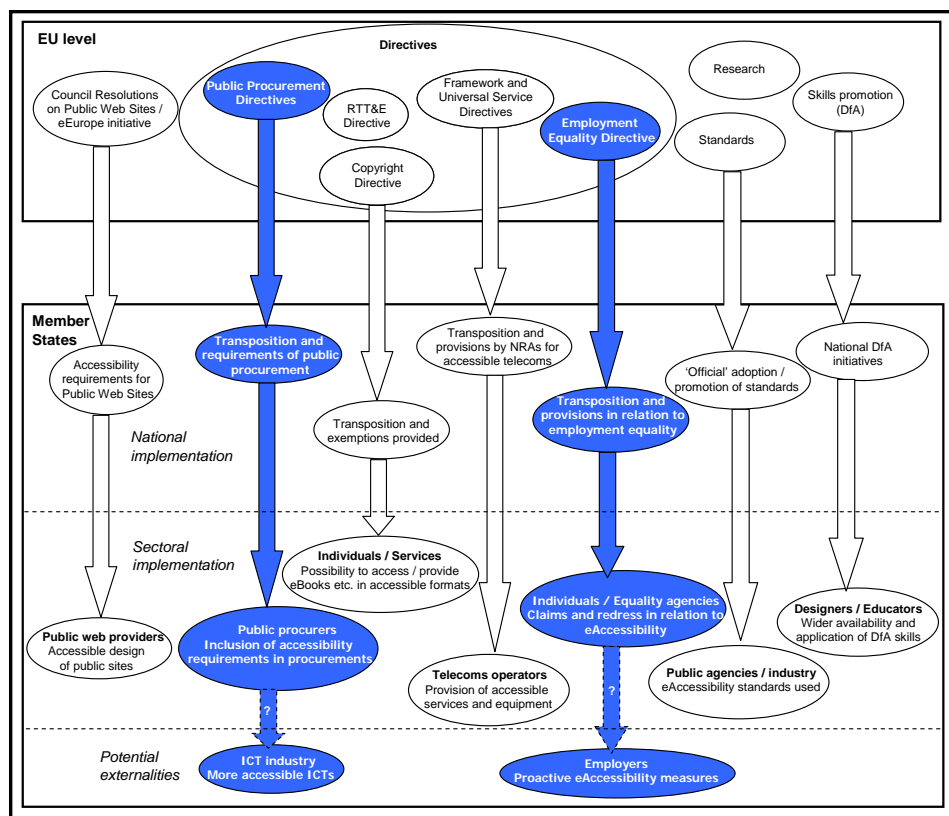 EU level
Directives
Council Resolutions
on Public Web Sites /
eEurope initiative
Public Procurement
Directives
RTT&E
Directive
Copyright
Directive
Framework and
Universal Service
Directives
Employment
Equality Directive
Research
Standards
Skills promotion
(DfA)
Member
States
Accessibility
requirements for
Public Web Sites
Transposition and
requirements of public
procurement
Transposition and
exemptions provided
Transposition and
provisions by NRAs for
accessible telecoms
Transposition and
provisions in relation to
employment equality
'Official' adoption /
promotion of standards
National DfA
initiatives
National
implementation
Sectoral
implementation
Public web providers
Accessible design
of public sites
Public procurers
Inclusion of accessibility
requirements in procurements
Individuals / Services
Possibility to access / provide
eBooks etc. in accessible formats
Telecoms operators
Provision of accessible
services and equipment
Individuals / Equality agencies
Claims and redress in relation to
eAccessibility
Public agencies / industry
eAccessibility standards used
Designers / Educators
Wider availability and
application of DfA skills
?
?
Potential
externalities
ICT industry
More accessible ICTs
Employers
Proactive eAccessibility measures